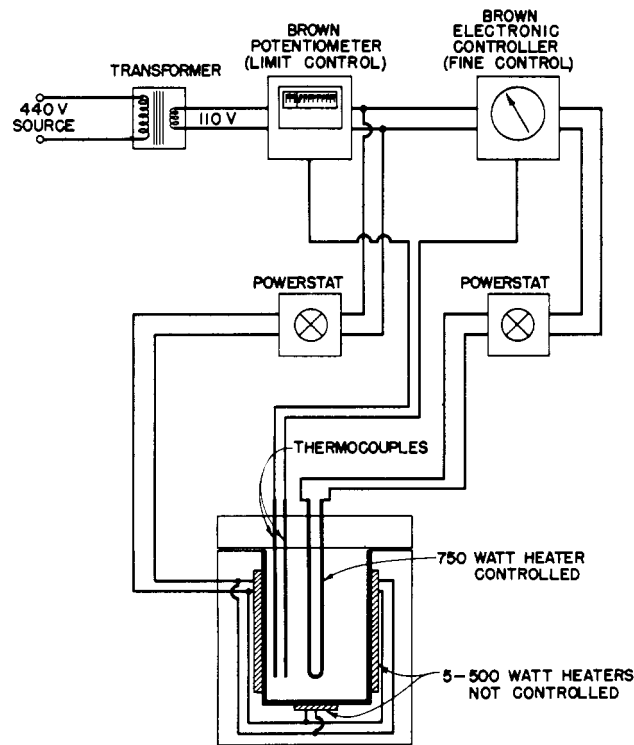 BROWN
POTENTIOMETER
(LIMIT CONTROL)
BROWN
ELECTRONIC
CONTROLLER
(FINE CONTROL)
TRANSFORMER
440 V
SOURCE
110 V
POWERSTAT
POWERSTAT
THERMOCOUPLES
750 WATT HEATER
CONTROLLED
5-500 WATT HEATERS
NOT CONTROLLED